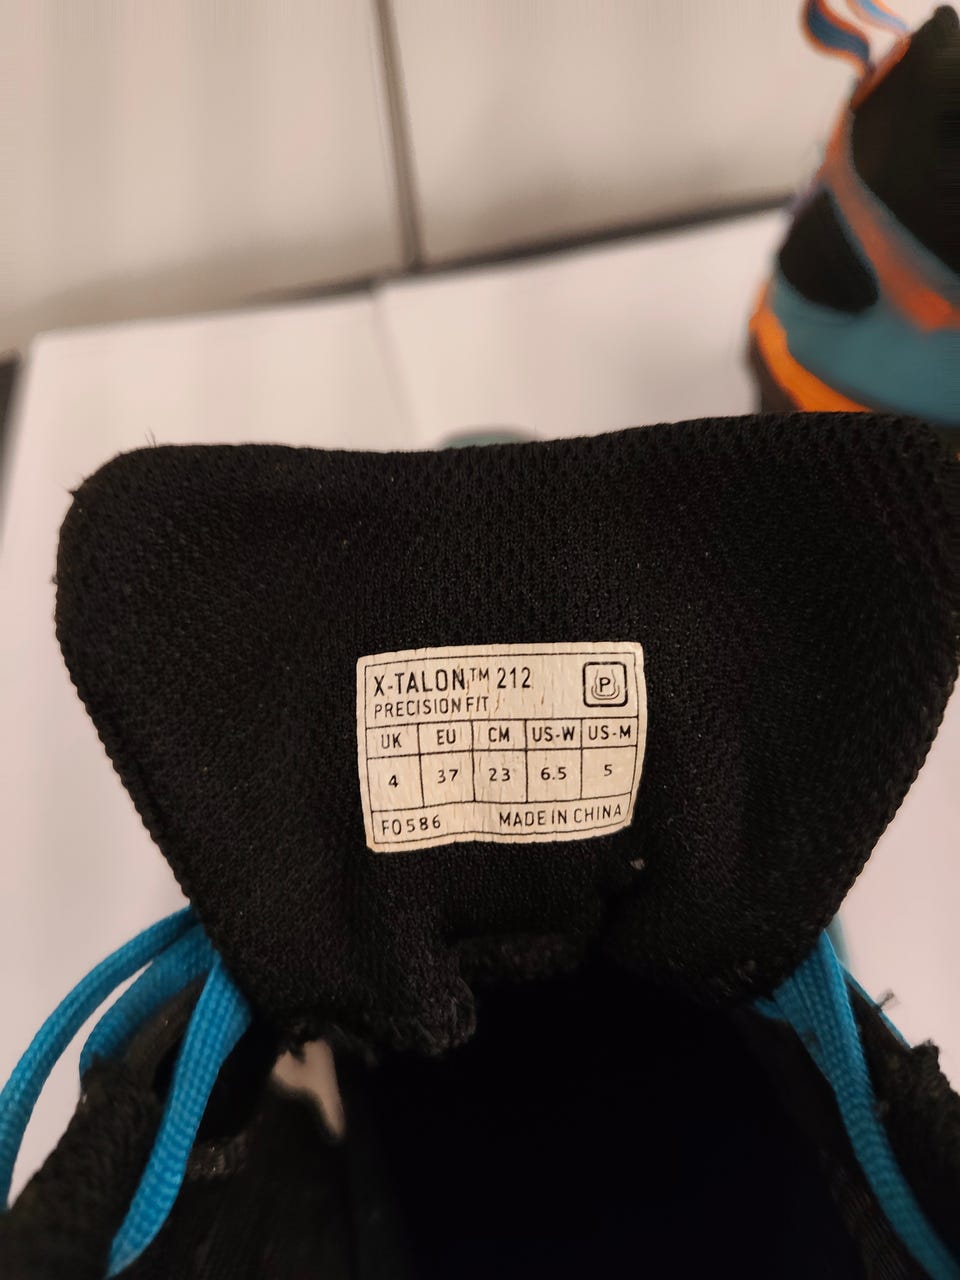 X-TALON™ 212
PRECISION FIT
P
UK EU CM US-W US-M
4 37 23 6.5 5
F0586 MADE IN CHINA